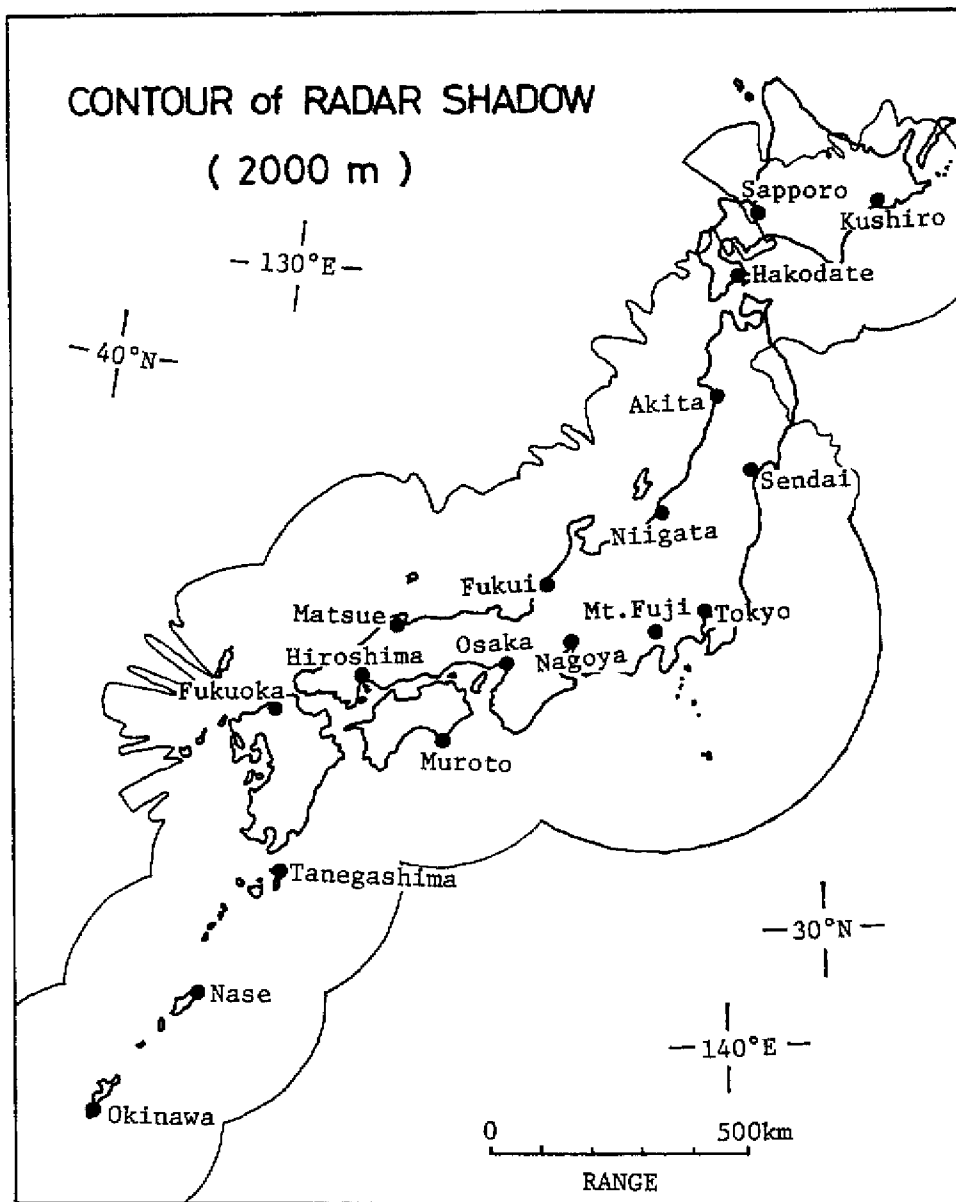 CONTOUR of RADAR SHADOW
( 2000 m )
Sapporo
Kushiro
130°E
Hakodate
40°N
Akita
Sendai
Niigata
Fukui
Mt.Fuji
Tokyo
Matsue
Osaka
Hiroshima
Nagoya
Fukuoka
Muroto
Tanegashima
30°N
Nase
140°E
Okinawa
0 500km
RANGE